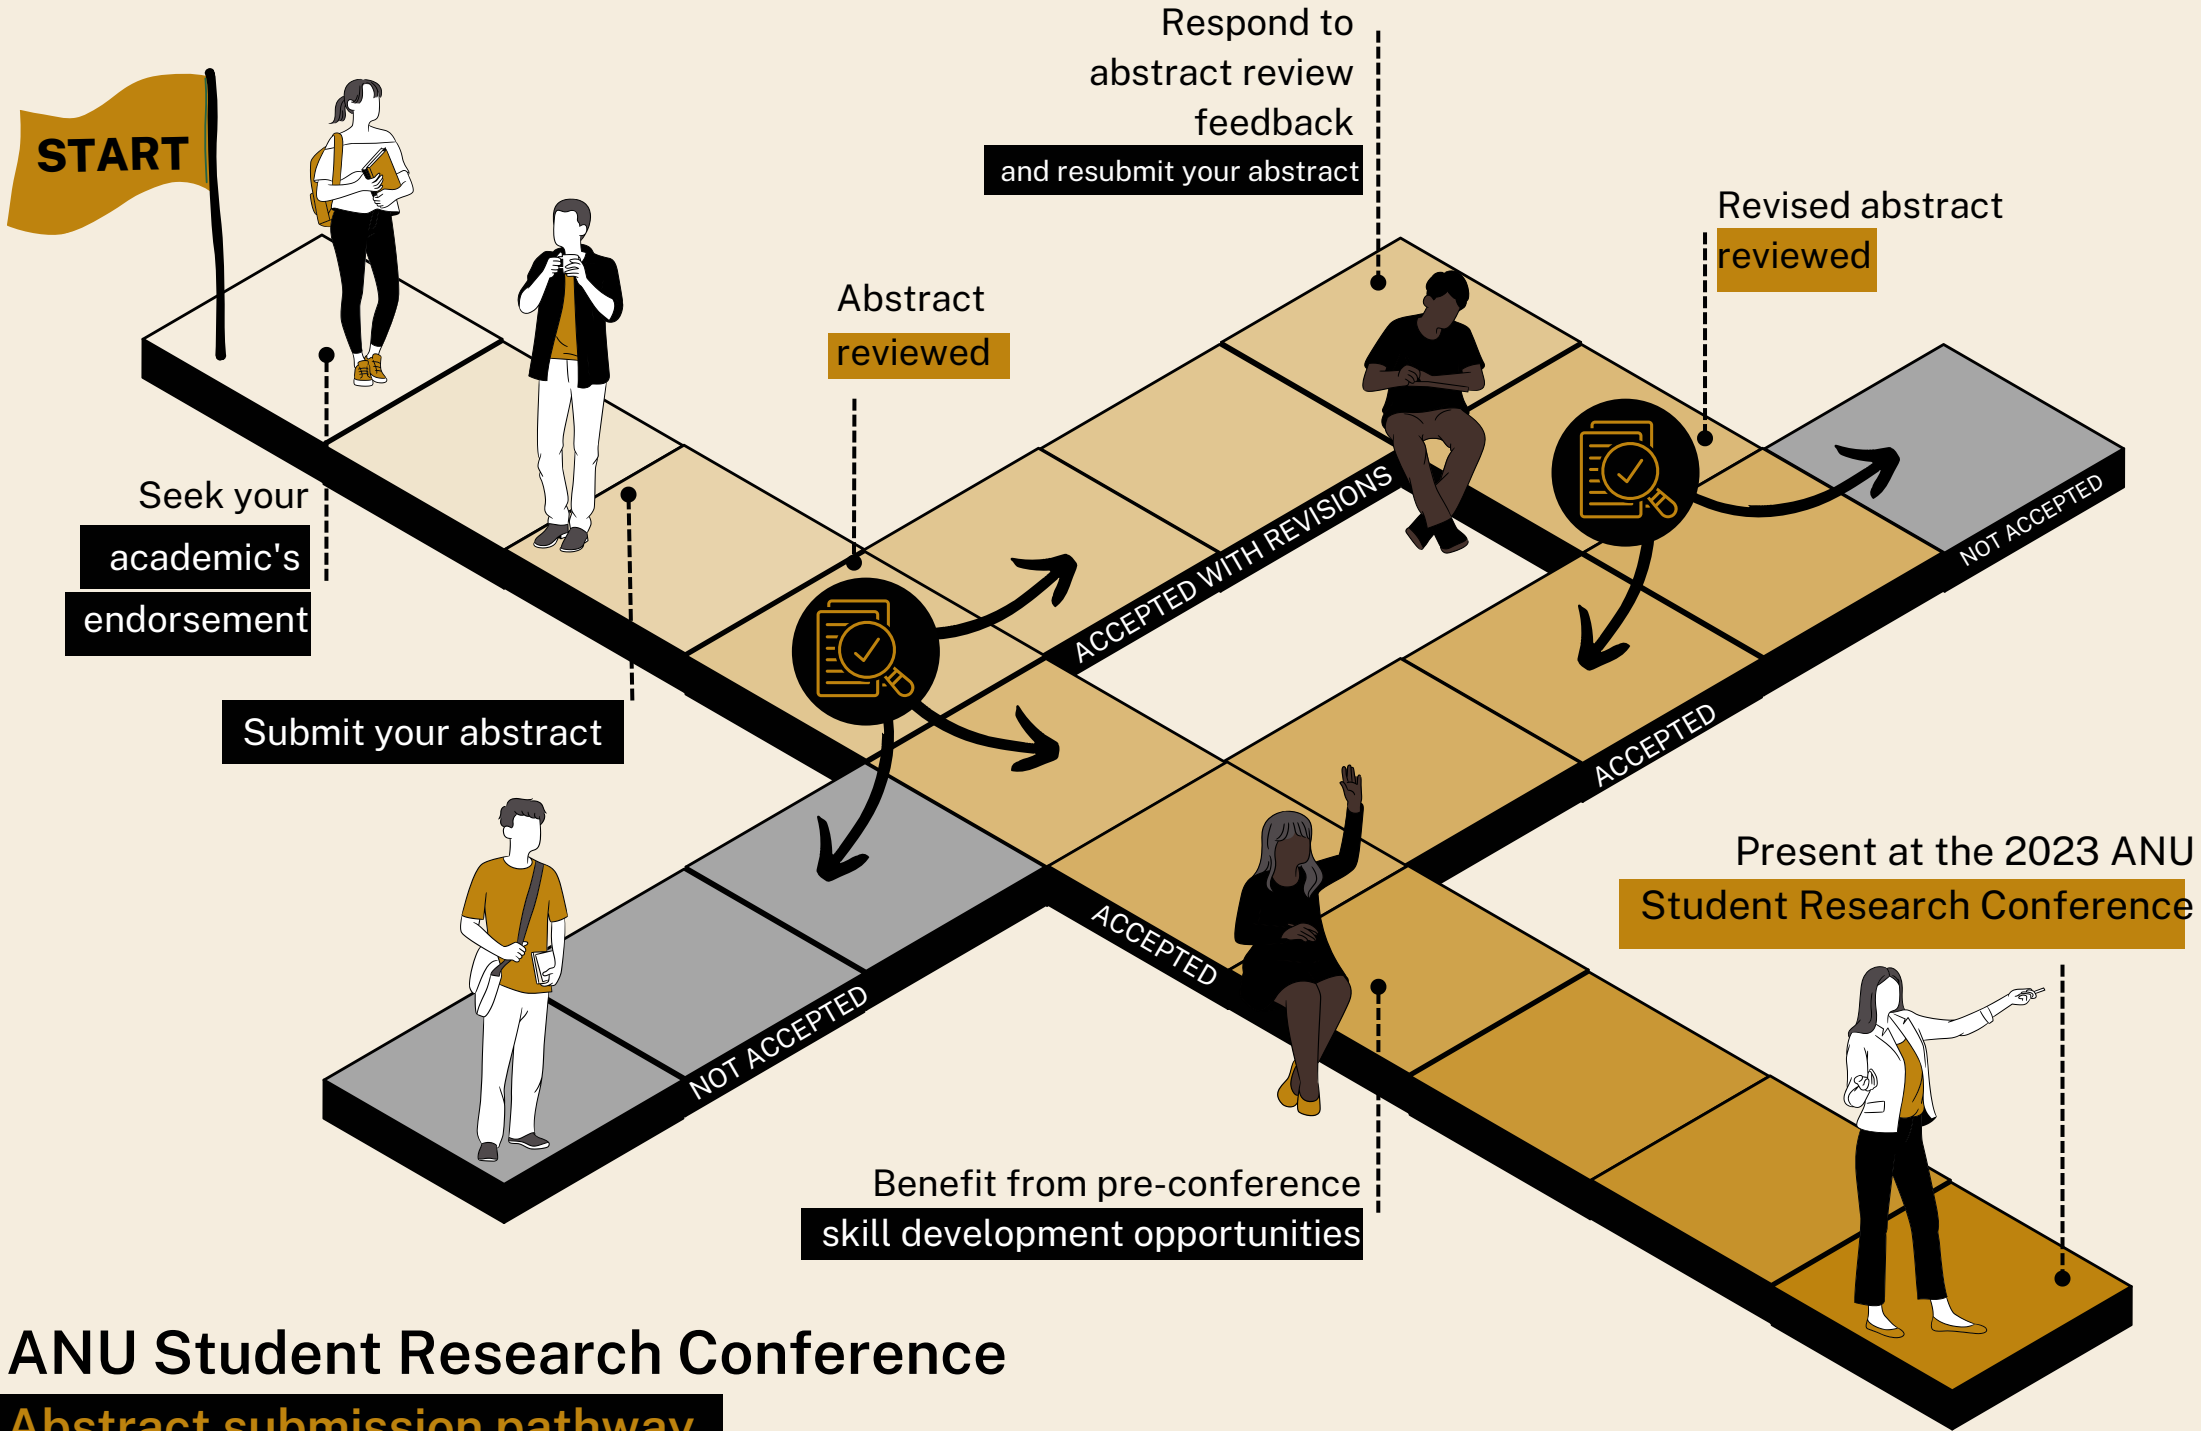 START
Respond to
abstract review
feedback
and resubmit your abstract
Revised abstract
reviewed
Abstract
reviewed
Seek your
academic's
endorsement
Submit your abstract
ACCEPTED WITH REVISIONS
NOT ACCEPTED
ACCEPTED
ACCEPTED
NOT ACCEPTED
Present at the 2023 ANU
Student Research Conference
Benefit from pre-conference
skill development opportunities
ANU Student Research Conference
Abstract submission pathway